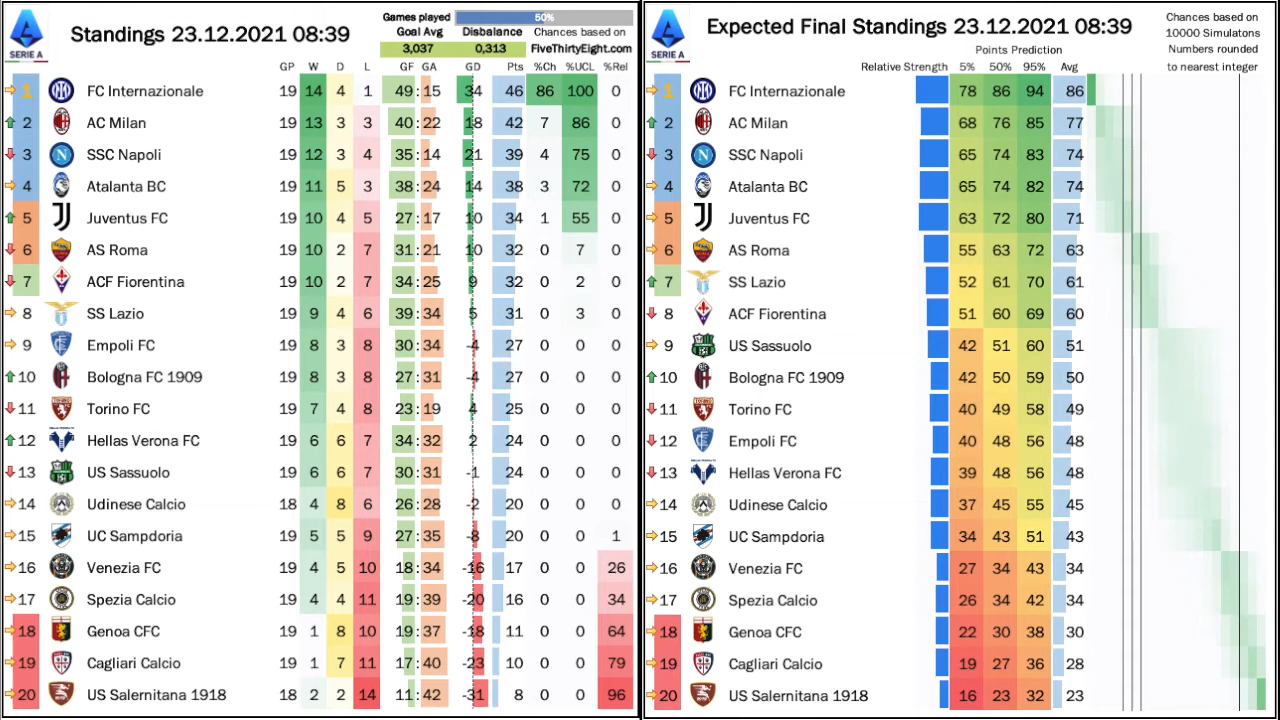 SERIE A
Standings 23.12.2021 08:39
Games played 50%
Goal Avg Disbalance Chances based on
3,037 0,313 FiveThirtyEight.com
GP W D L GF GA GD Pts %Ch %UCL %Rel
1 FC Internazionale 19 14 4 1 49 : 15 34 46 86 100 0
2 AC Milan 19 13 3 3 40 : 22 18 42 7 86 0
3 SSC Napoli 19 12 3 4 35 : 14 21 39 4 75 0
4 Atalanta BC 19 11 5 3 38 : 24 14 38 3 72 0
5 Juventus FC 19 10 4 5 27 : 17 10 34 1 55 0
6 AS Roma 19 10 2 7 31 : 21 10 32 0 7 0
7 ACF Fiorentina 19 10 2 7 34 : 25 9 32 0 2 0
8 SS Lazio 19 9 4 6 39 : 34 5 31 0 3 0
9 Empoli FC 19 8 3 8 30 : 34 -4 27 0 0 0
10 Bologna FC 1909 19 8 3 8 27 : 31 -4 27 0 0 0
11 Torino FC 19 7 4 8 23 : 19 4 25 0 0 0
12 Hellas Verona FC 19 6 6 7 34 : 32 2 24 0 0 0
13 US Sassuolo 19 6 6 7 30 : 31 -1 24 0 0 0
14 Udinese Calcio 18 4 8 6 26 : 28 -2 20 0 0 0
15 UC Sampdoria 19 5 5 9 27 : 35 -8 20 0 0 1
16 Venezia FC 19 4 5 10 18 : 34 -16 17 0 0 26
17 Spezia Calcio 19 4 4 11 19 : 39 -20 16 0 0 34
18 Genoa CFC 19 1 8 10 19 : 37 -18 11 0 0 64
19 Cagliari Calcio 19 1 7 11 17 : 40 -23 10 0 0 79
20 US Salernitana 1918 18 2 2 14 11 : 42 -31 8 0 0 96
SERIE A
Expected Final Standings 23.12.2021 08:39
Chances based on
10000 Simulatons
Numbers rounded
to nearest integer
Points Prediction
Relative Strength 5% 50% 95% Avg
1 FC Internazionale 78 86 94 86
2 AC Milan 68 76 85 77
3 SSC Napoli 65 74 83 74
4 Atalanta BC 65 74 82 74
5 Juventus FC 63 72 80 71
6 AS Roma 55 63 72 63
7 SS Lazio 52 61 70 61
8 ACF Fiorentina 51 60 69 60
9 US Sassuolo 42 51 60 51
10 Bologna FC 1909 42 50 59 50
11 Torino FC 40 49 58 49
12 Empoli FC 40 48 56 48
13 Hellas Verona FC 39 48 56 48
14 Udinese Calcio 37 45 55 45
15 UC Sampdoria 34 43 51 43
16 Venezia FC 27 34 43 34
17 Spezia Calcio 26 34 42 34
18 Genoa CFC 22 30 38 30
19 Cagliari Calcio 19 27 36 28
20 US Salernitana 1918 16 23 32 23